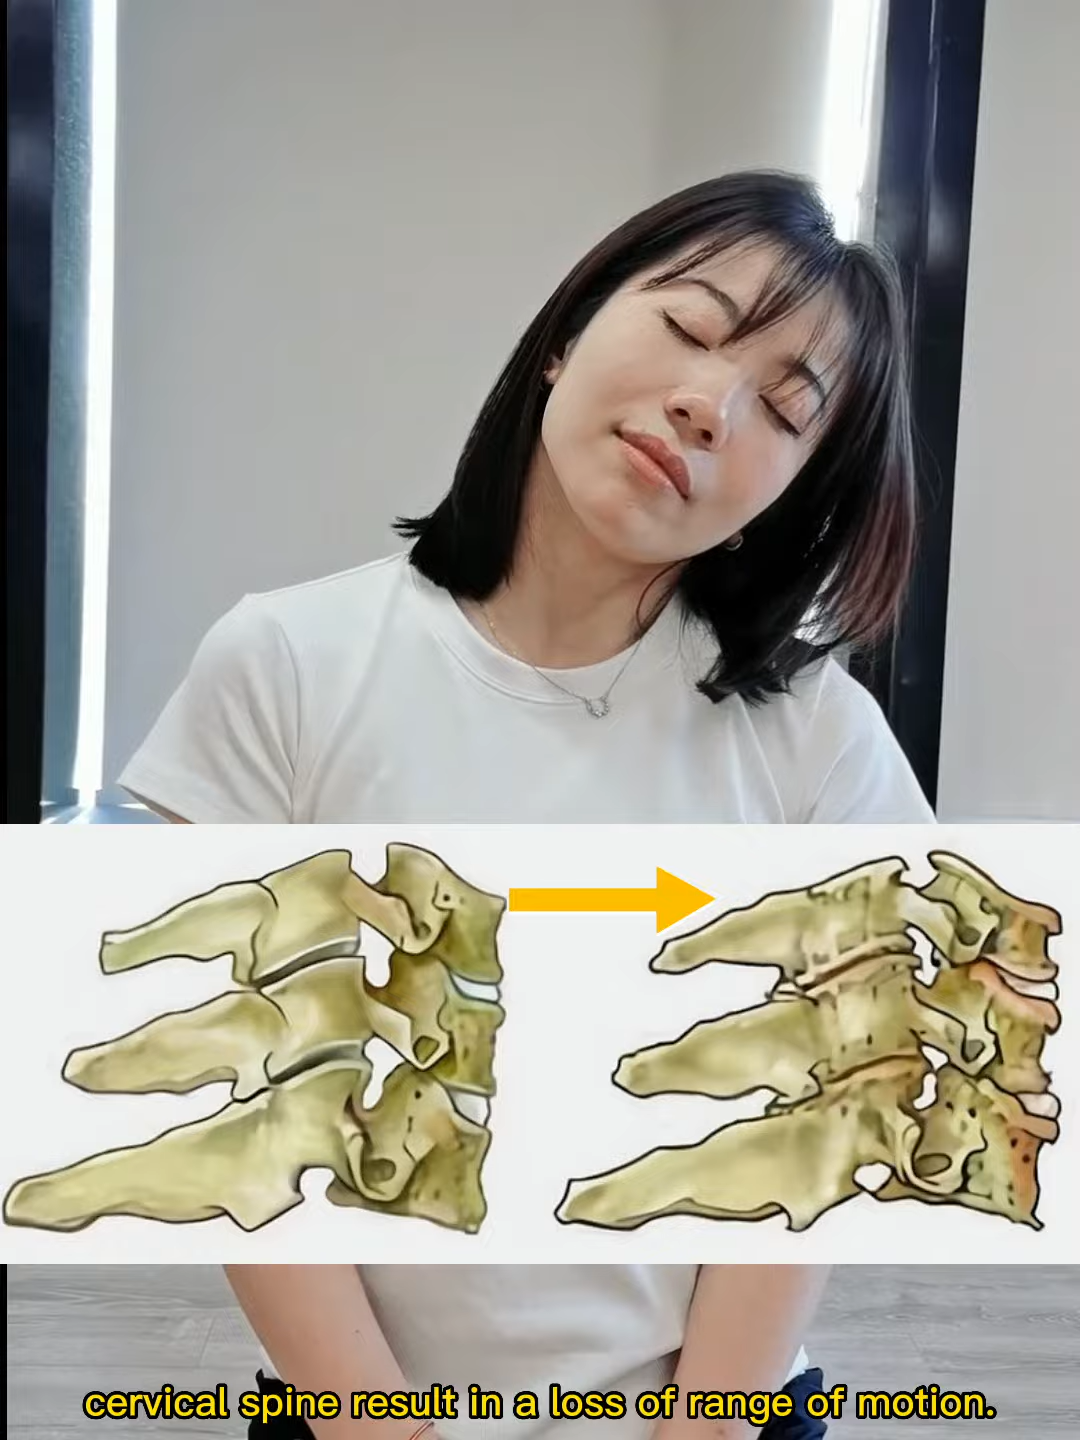 cervical spine result in a loss of range of motion.